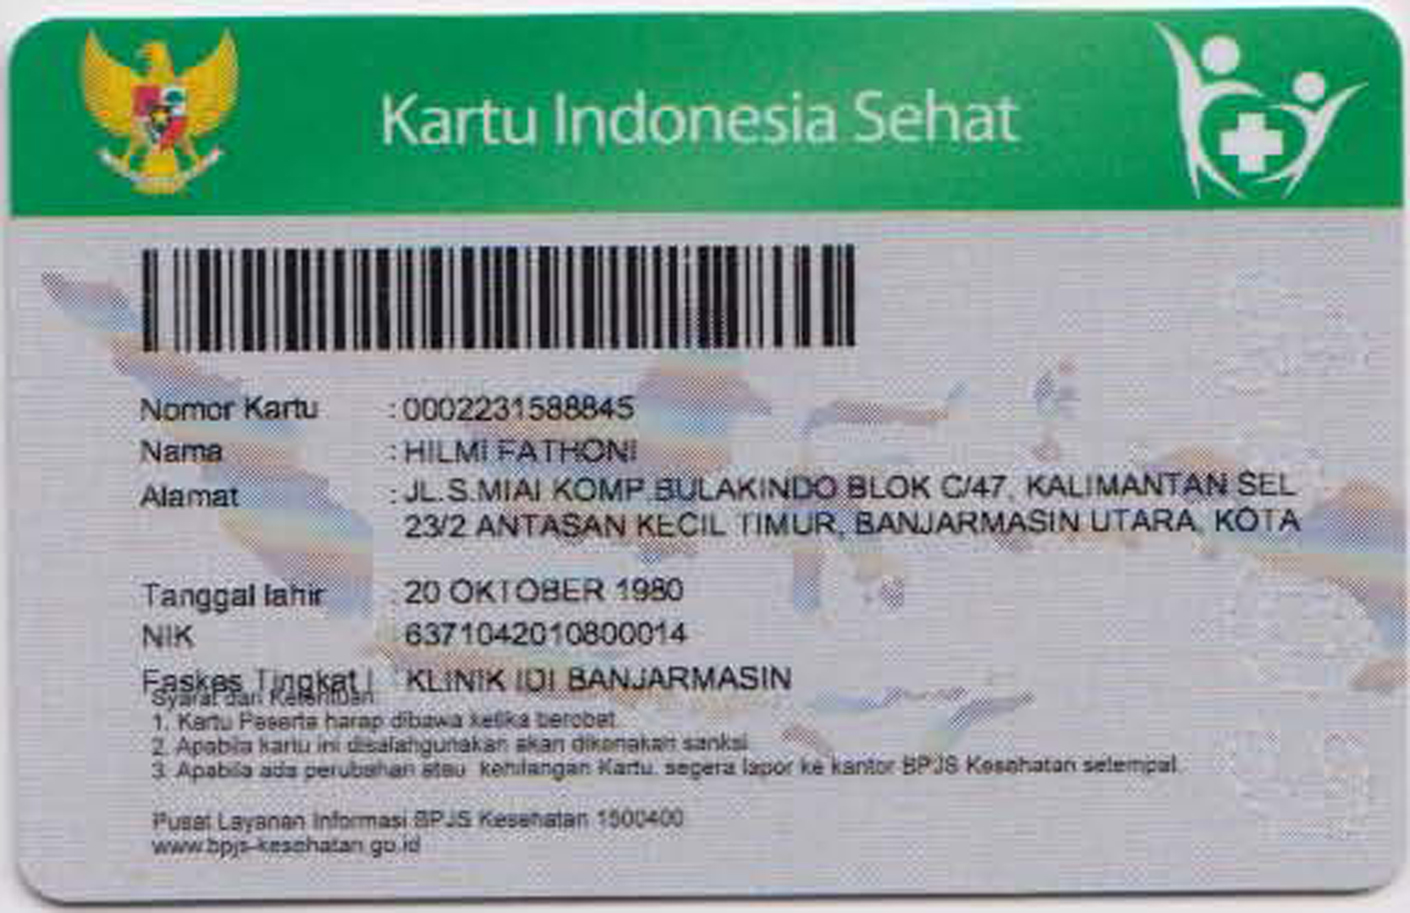 Kartu Indonesia Sehat
Nomor Kartu : 0002231588845
Nama : HILMI FATHONI
Alamat : JL.S.MIAI KOMP.BULAKINDO BLOK C/47, KALIMANTAN SEL
23/2 ANTASAN KECIL TIMUR, BANJARMASIN UTARA, KOTA
Tanggal lahir : 20 OKTOBER 1980
NIK 6371042010800014
Faskes Tingkat I : KLINIK IDI BANJARMASIN
Syarat dan Ketentuan
1. Kartu Peserta harap dibawa ketika berobat.
2. Apabila kartu ini disalahgunakan akan dikenakan sanksi
3. Apabila ada perubahan atau kehilangan Kartu, segera lapor ke kantor BPJS Kesehatan setempat.
Pusat Layanan Informasi BPJS Kesehatan 1500400
www.bpjs-kesehatan.go.id